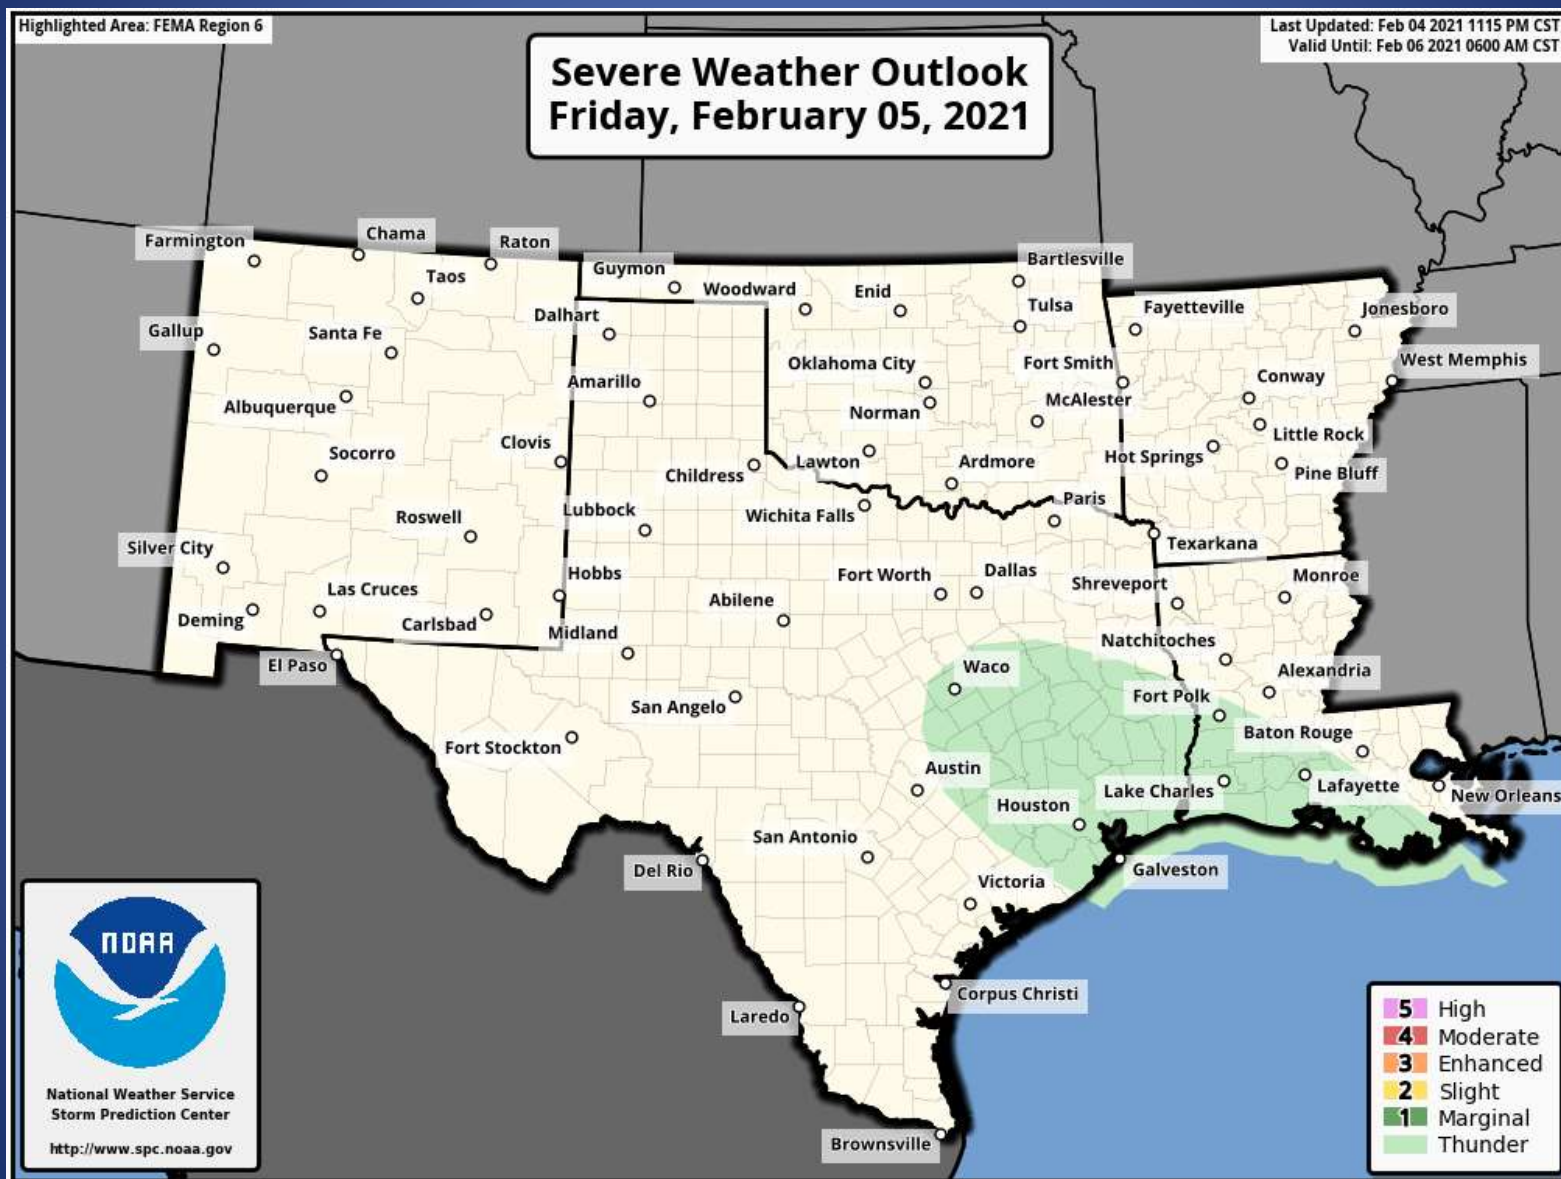 Highlighted Area: FEMA Region 6
Last Updated: Feb 04 2021 1115 PM CST
Valid Until: Feb 06 2021 0600 AM CST
Severe Weather Outlook
Friday, February 05, 2021
Farmington
Chama
Raton
Taos
Guymon
Woodward
Enid
Bartlesville
Tulsa
Fayetteville
Jonesboro
Gallup
Santa Fe
Dalhart
Oklahoma City
Fort Smith
Conway
West Memphis
Albuquerque
Amarillo
Norman
McAlester
Little Rock
Socorro
Clovis
Childress
Lawton
Ardmore
Hot Springs
Pine Bluff
Roswell
Lubbock
Wichita Falls
Paris
Texarkana
Silver City
Las Cruces
Hobbs
Fort Worth
Dallas
Shreveport
Monroe
Deming
Carlsbad
Midland
Abilene
Natchitoches
El Paso
San Angelo
Waco
Fort Polk
Alexandria
Fort Stockton
Austin
Baton Rouge
Houston
Lake Charles
Lafayette
New Orleans
San Antonio
Del Rio
Victoria
Galveston
Corpus Christi
Laredo
Brownsville
NOAA
National Weather Service
Storm Prediction Center
http://www.spc.noaa.gov
5 High
4 Moderate
3 Enhanced
2 Slight
1 Marginal
Thunder